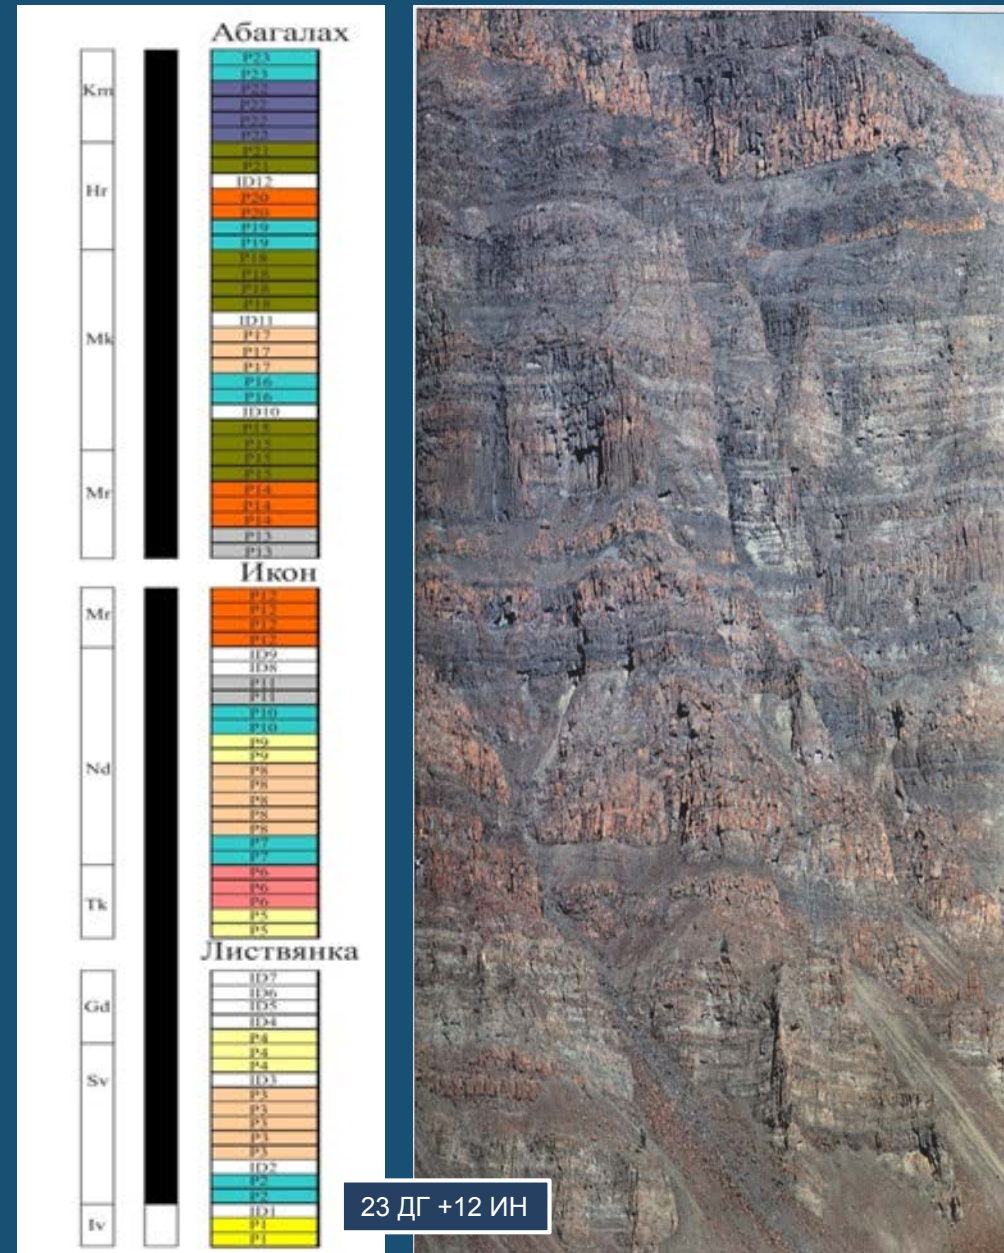 Абагалах
P23
P23
Km
P22
P22
P22
P22
P21
P21
ID12
Hr
P20
P20
P19
P19
P18
P18
P18
P18
ID11
Mk
P17
P17
P17
P16
P16
ID10
P15
P15
P15
P15
Mr
P14
P14
P14
P13
P13
Икон
P12
P12
Mr
P12
P12
ID9
ID8
P11
P11
P10
P10
P9
P9
Nd
P8
P8
P8
P8
P8
P7
P7
P6
P6
Tk
P6
P5
P5
Листвянка
ID7
ID6
Gd
ID5
ID4
P4
P4
P4
Sv
ID3
P3
P3
P3
P3
P3
ID2
P2
P2
ID1
Iv
P1
P1
23 ДГ +12 ИН